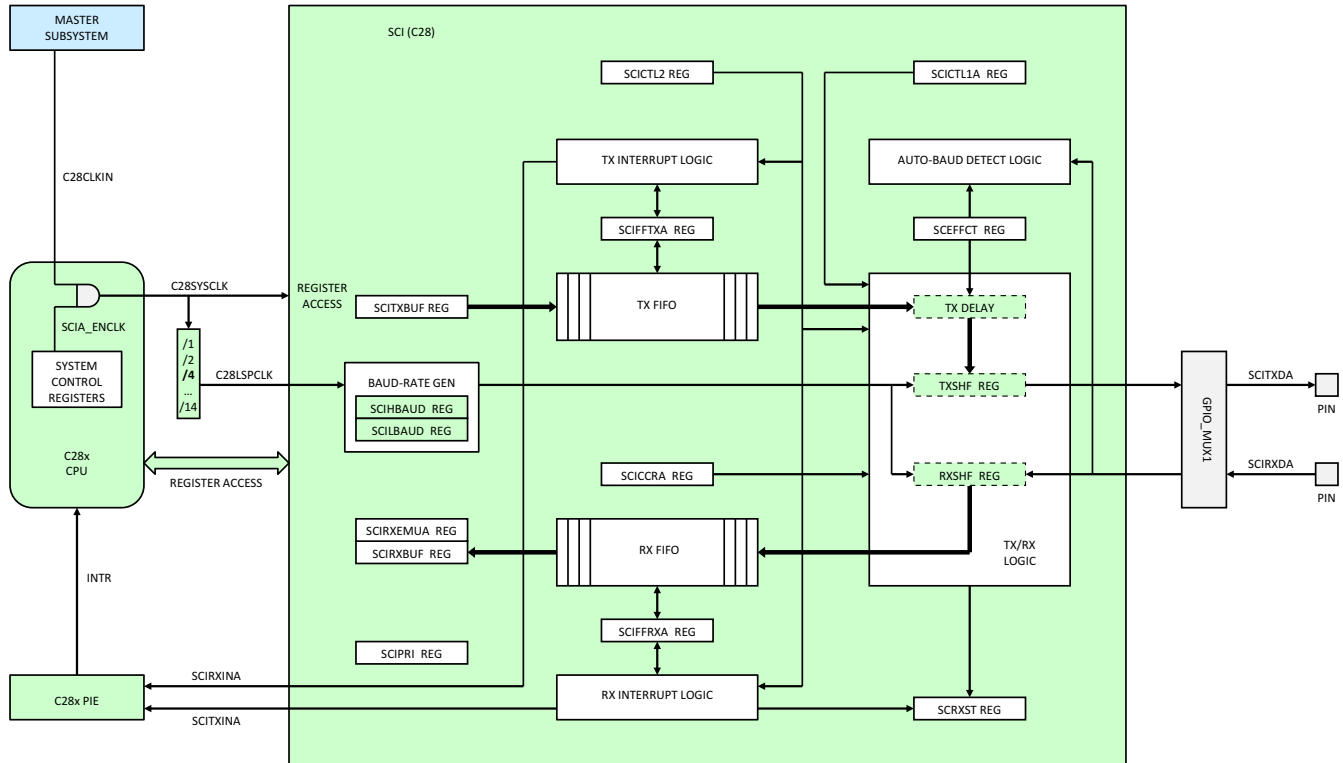 MASTER
SUBSYSTEM
SCI (C28)
SCICTL2 REG
SCICTL1A REG
TX INTERRUPT LOGIC
AUTO-BAUD DETECT LOGIC
C28CLKIN
SCIFFTXA REG
SCEFFCT REG
C28SYSCLK
REGISTER
ACCESS
SCITXBUF REG
TX FIFO
TX DELAY
SCIA_ENCLK
SYSTEM
CONTROL
REGISTERS
/1
/2
/4
...
/14
C28LSPCLK
BAUD-RATE GEN
SCIHBAUD REG
SCILBAUD REG
TXSHF REG
GPIO_MUX1
SCITXDA
PIN
C28x
CPU
REGISTER ACCESS
SCICCRA REG
RXSHF REG
SCIRXDA
PIN
SCIRXEMUA REG
SCIRXBUF REG
RX FIFO
TX/RX
LOGIC
INTR
SCIFFRXA REG
SCIPRI REG
SCIRXINA
C28x PIE
SCITXINA
RX INTERRUPT LOGIC
SCRXST REG